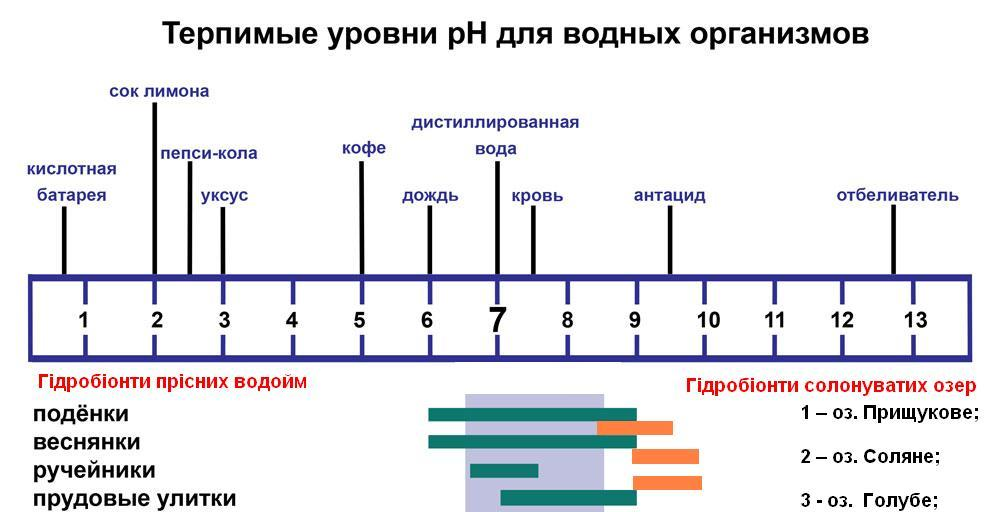 Терпимые уровни pH для водных организмов
сок лимона
дистиллированная
вода
пепси-кола
кофе
кислотная
батарея
уксус
дождь
кровь
антацид
отбеливатель
1 2 3 4 5 6 7 8 9 10 11 12 13
Гідробіонти прісних водойм
Гідробіонти солонуватих озер
подёнки
1 – оз. Прищукове;
веснянки
2 – оз. Соляне;
ручейники
прудовые улитки
3 - оз. Голубе;